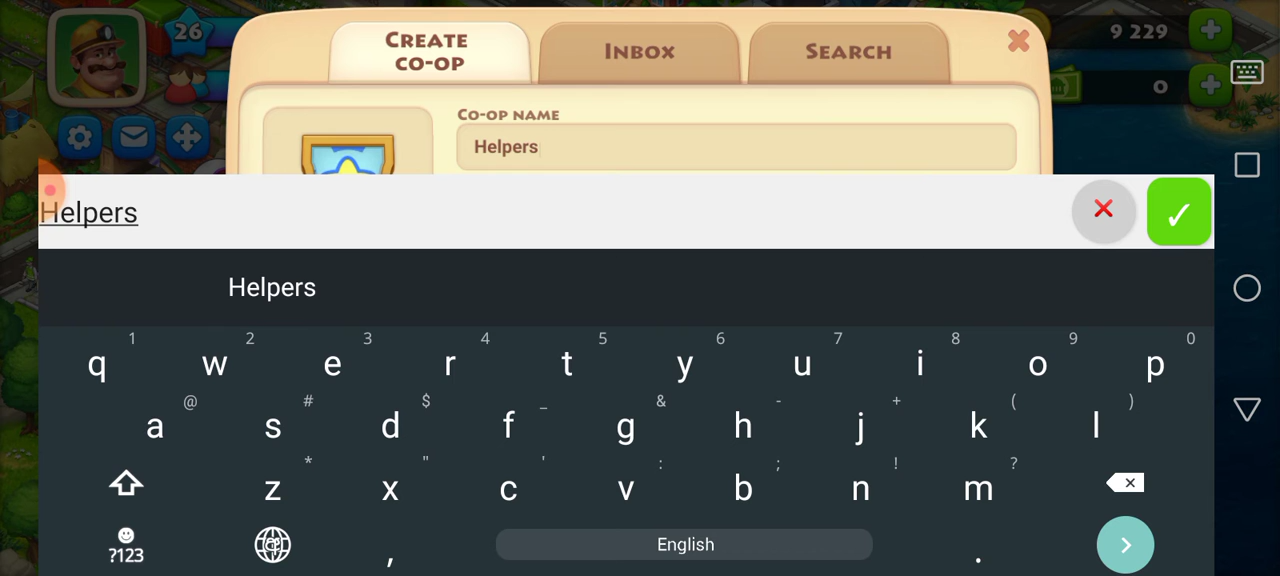 26
CREATE
CO-OP
INBOX
SEARCH
9 229
0
CO-OP NAME
Helpers
Helpers
Helpers
1 2 3 4 5 6 7 8 9 0
q w e r t y u i o p
@ # $ _ & - + ( )
a s d f g h j k l
* " ' : ; ! ?
z x c v b n m
?123 , English .